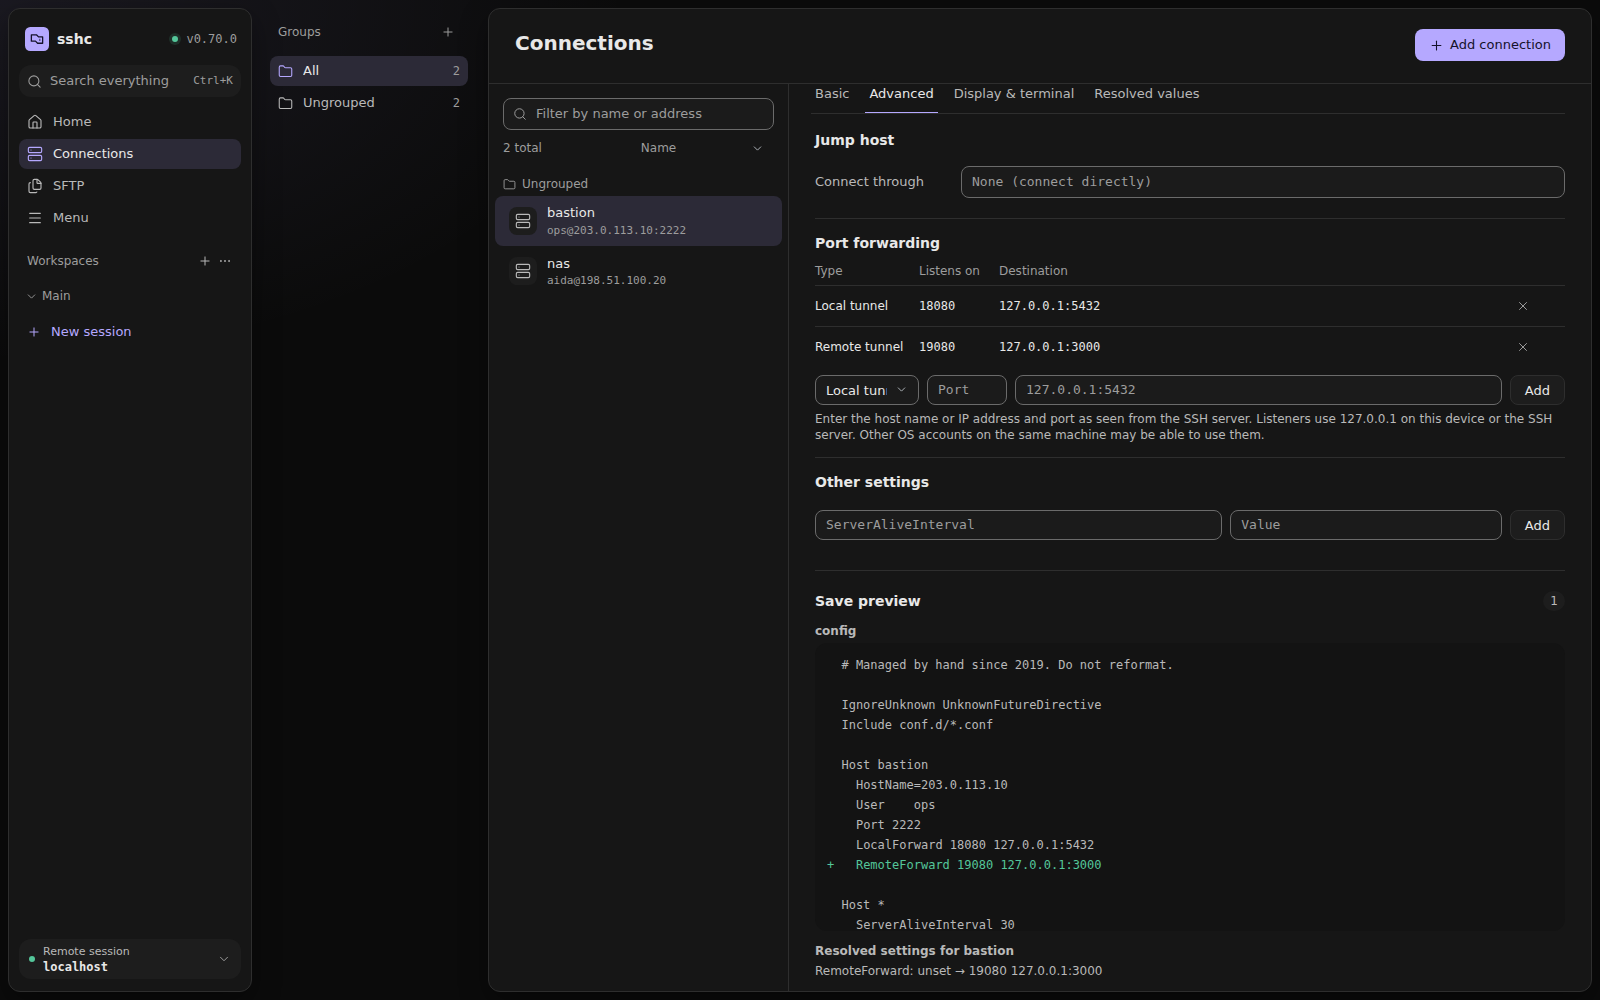 sshc
v0.70.0
Search everything
Ctrl+K
Home
Connections
SFTP
Menu
Workspaces
Main
New session
Remote session
localhost
Groups
All
2
Ungrouped
2
Connections
Add connection
Filter by name or address
2 total
Name
Ungrouped
bastion
ops@203.0.113.10:2222
nas
aida@198.51.100.20
Basic
Advanced
Display & terminal
Resolved values
Jump host
Connect through
None (connect directly)
Port forwarding
Type
Listens on
Destination
Local tunnel
18080
127.0.0.1:5432
Remote tunnel
19080
127.0.0.1:3000
Local tun
Port
127.0.0.1:5432
Add
Enter the host name or IP address and port as seen from the SSH server. Listeners use 127.0.0.1 on this device or the SSH
server. Other OS accounts on the same machine may be able to use them.
Other settings
ServerAliveInterval
Value
Add
Save preview
1
config
# Managed by hand since 2019. Do not reformat.
IgnoreUnknown UnknownFutureDirective
Include conf.d/*.conf
Host bastion
HostName=203.0.113.10
User    ops
Port 2222
LocalForward 18080 127.0.0.1:5432
+   RemoteForward 19080 127.0.0.1:3000
Host *
ServerAliveInterval 30
Resolved settings for bastion
RemoteForward: unset → 19080 127.0.0.1:3000